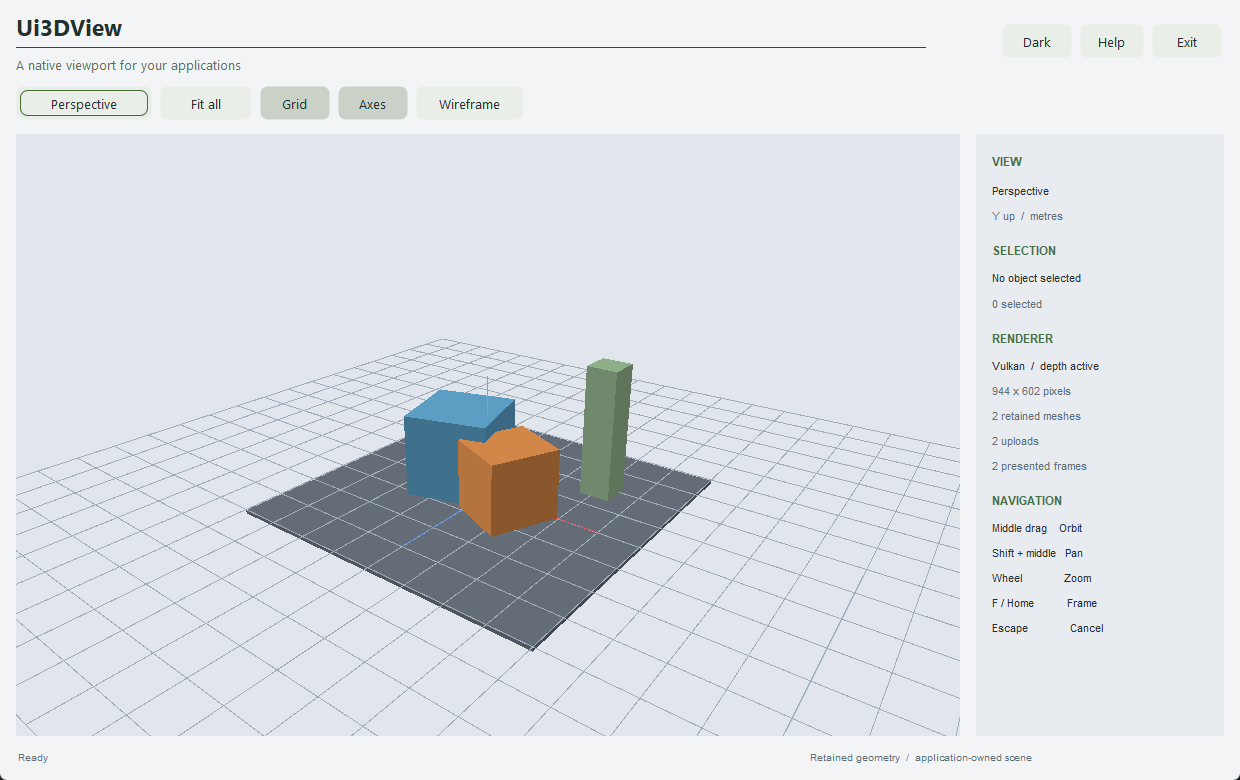 Ui3DView
A native viewport for your applications
Dark
Help
Exit
Perspective
Fit all
Grid
Axes
Wireframe
VIEW
Perspective
Y up / metres
SELECTION
No object selected
0 selected
RENDERER
Vulkan / depth active
944 x 602 pixels
2 retained meshes
2 uploads
2 presented frames
NAVIGATION
Middle drag Orbit
Shift + middle Pan
Wheel Zoom
F / Home Frame
Escape Cancel
Ready
Retained geometry / application-owned scene